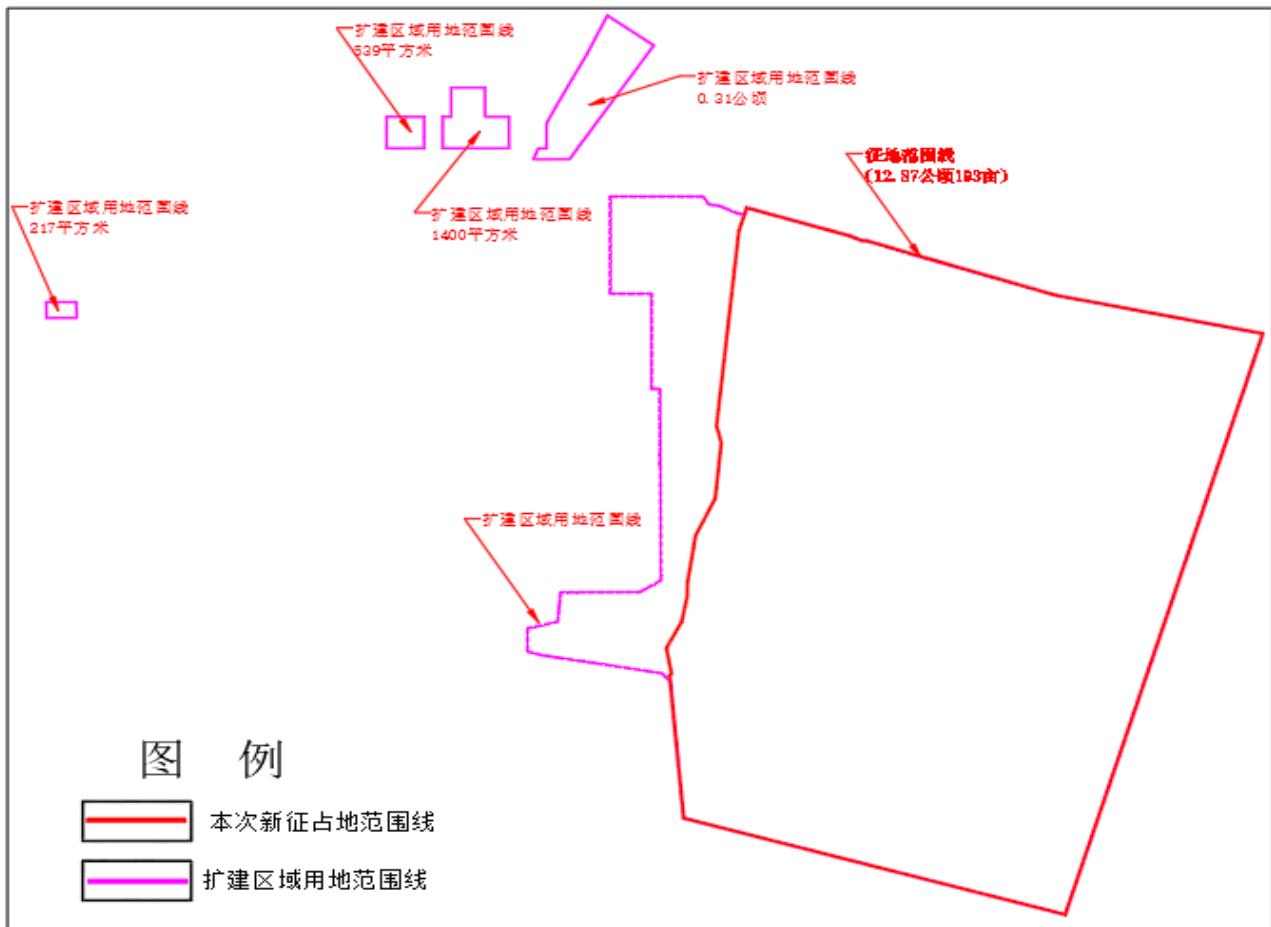 扩建区域用地范围线
539平方米
扩建区域用地范围线
0.31公顷
征地范围线
(12.87公顷193亩)
扩建区域用地范围线
217平方米
扩建区域用地范围线
1400平方米
扩建区域用地范围线
图 例
本次新征占地范围线
扩建区域用地范围线